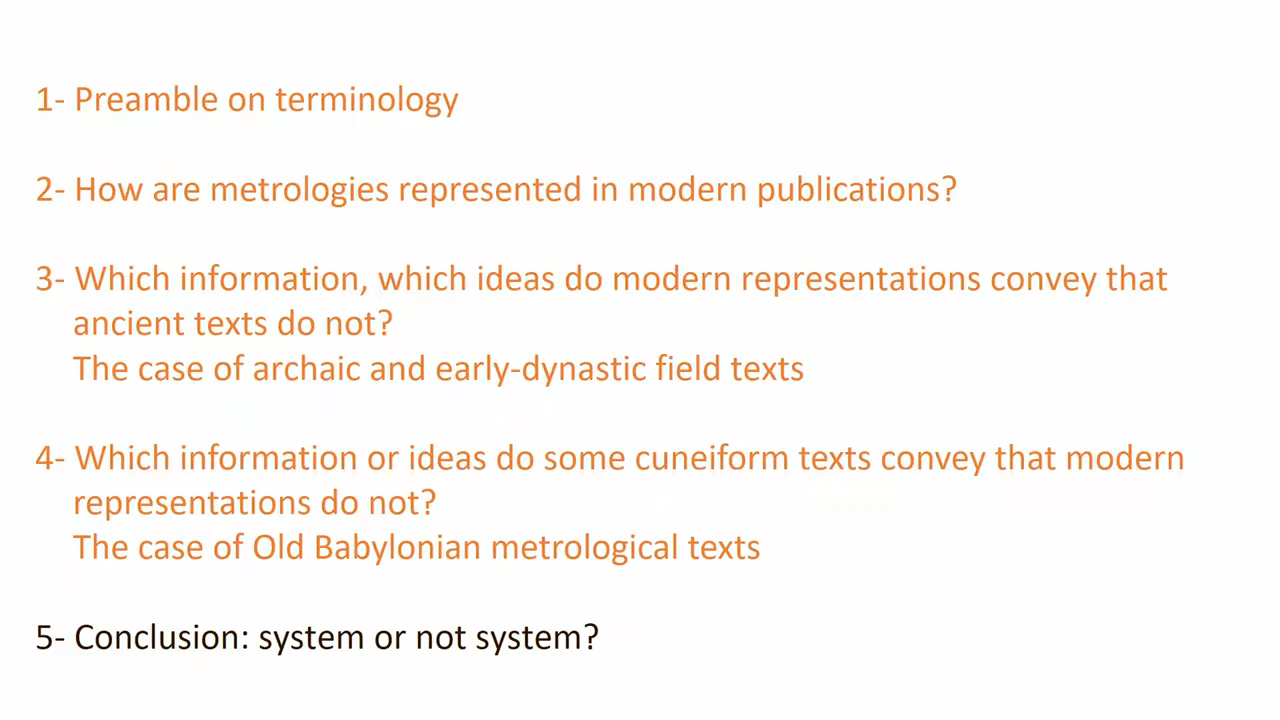 1- Preamble on terminology
2- How are metrologies represented in modern publications?
3- Which information, which ideas do modern representations convey that
ancient texts do not?
The case of archaic and early-dynastic field texts
4- Which information or ideas do some cuneiform texts convey that modern
representations do not?
The case of Old Babylonian metrological texts
5- Conclusion: system or not system?